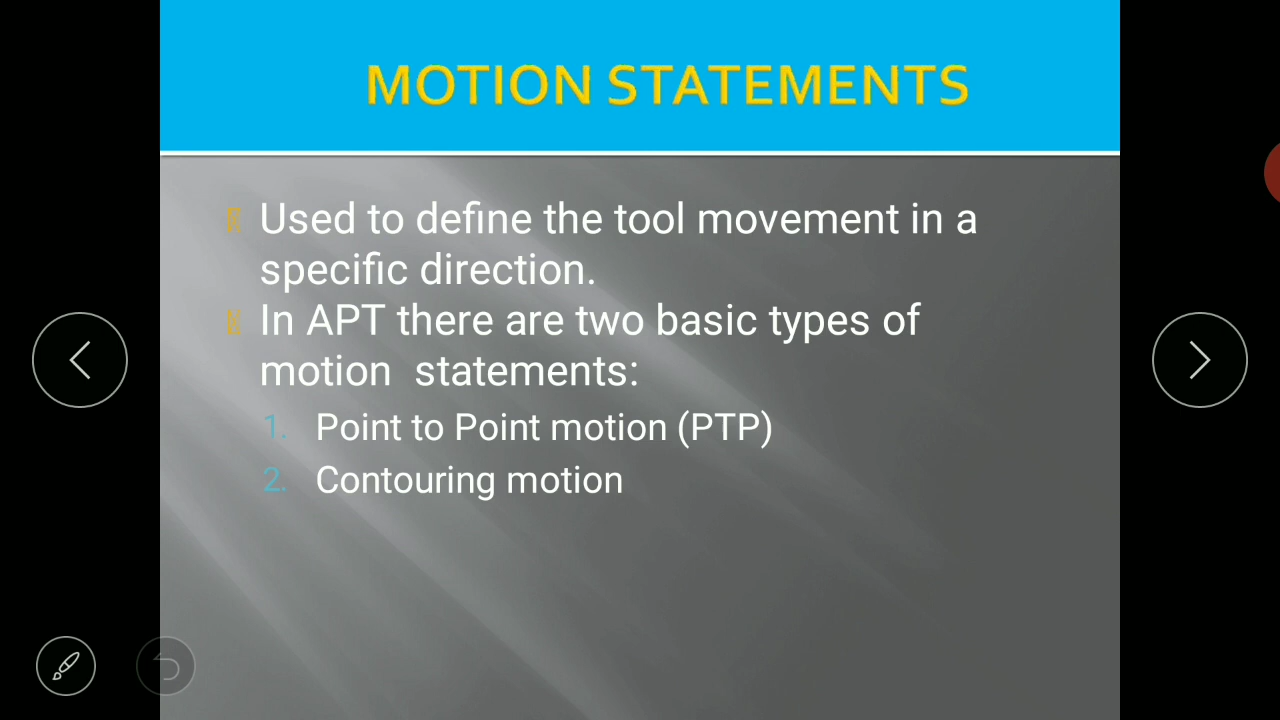 MOTION STATEMENTS
Used to define the tool movement in a
specific direction.
In APT there are two basic types of
motion statements:
1. Point to Point motion (PTP)
2. Contouring motion